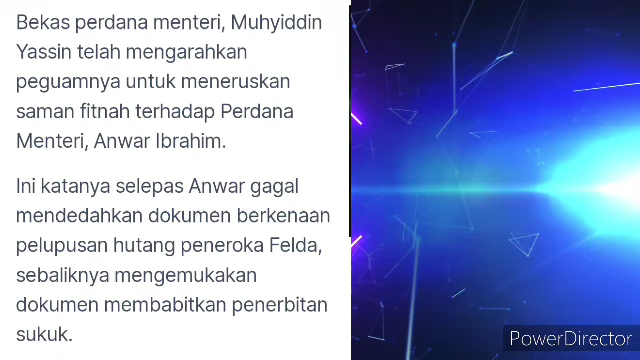 Bekas perdana menteri, Muhyiddin
Yassin telah mengarahkan
peguamnya untuk meneruskan
saman fitnah terhadap Perdana
Menteri, Anwar Ibrahim.
Ini katanya selepas Anwar gagal
mendedahkan dokumen berkenaan
pelupusan hutang peneroka Felda,
sebaliknya mengemukakan
dokumen membabitkan penerbitan
sukuk.
PowerDirector